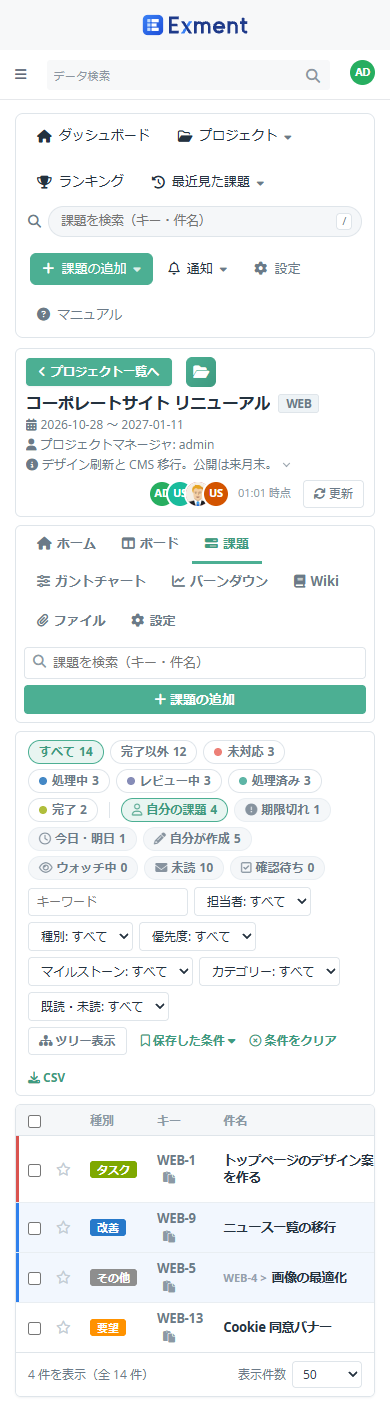 Exment
データ検索
AD
ダッシュボード プロジェクト
ランキング 最近見た課題
課題を検索（キー・件名） /
課題の追加 通知 設定
マニュアル
プロジェクト一覧へ
コーポレートサイト リニューアル WEB
2026-10-28 〜 2027-01-11
プロジェクトマネージャ: admin
デザイン刷新と CMS 移行。公開は来月末。
AD US US 01:01 時点 更新
ホーム ボード 課題
ガントチャート バーンダウン Wiki
ファイル 設定
課題を検索（キー・件名）
課題の追加
すべて 14 完了以外 12 未対応 3
処理中 3 レビュー中 3 処理済み 3
完了 2 自分の課題 4 期限切れ 1
今日・明日 1 自分が作成 5
ウォッチ中 0 未読 10 確認待ち 0
キーワード 担当者: すべて
種別: すべて 優先度: すべて
マイルストーン: すべて カテゴリー: すべて
既読・未読: すべて
ツリー表示 保存した条件 条件をクリア
CSV
種別 キー 件名
タスク WEB-1 トップページのデザイン案を作る
改善 WEB-9 ニュース一覧の移行
その他 WEB-5 WEB-4 > 画像の最適化
要望 WEB-13 Cookie 同意バナー
4 件を表示（全 14 件） 表示件数 50